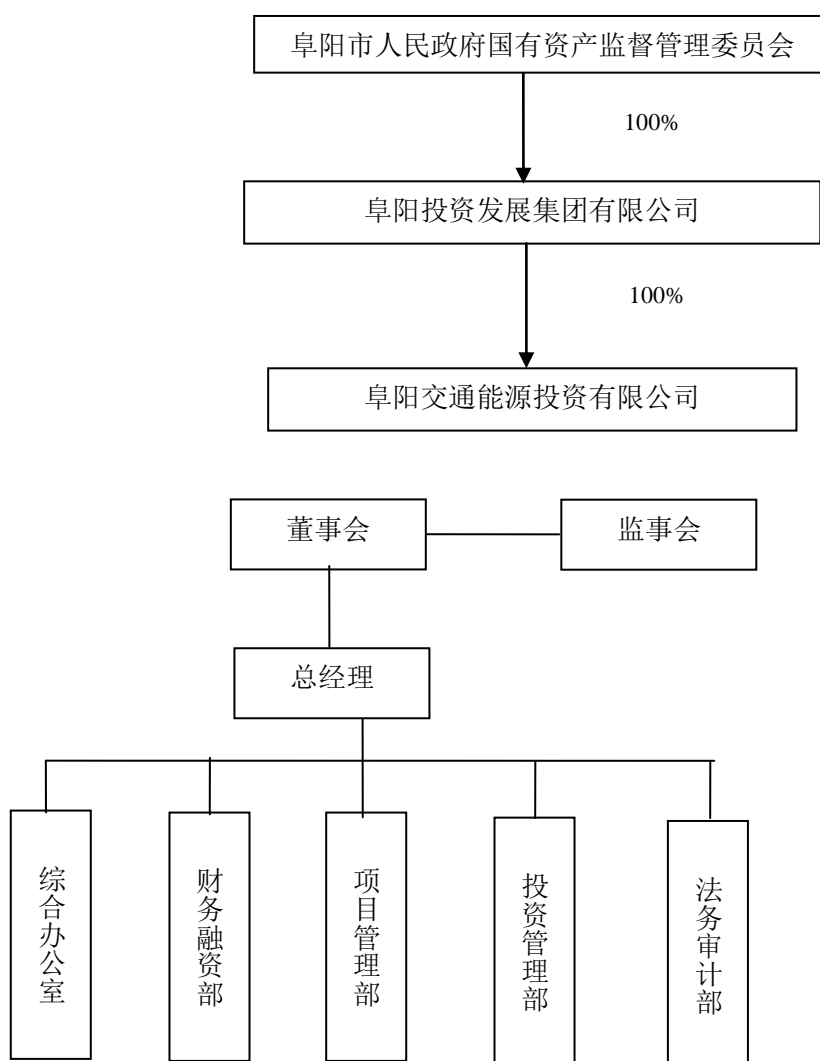 阜阳市人民政府国有资产监督管理委员会
100%
阜阳投资发展集团有限公司
100%
阜阳交通能源投资有限公司
董事会
监事会
总经理
综合办公室
财务融资部
项目管理部
投资管理部
法务审计部